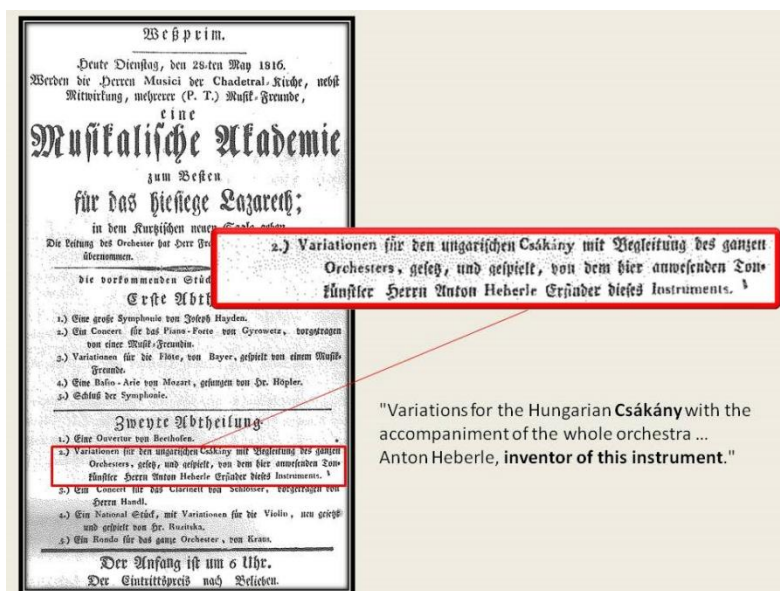 Weßprim.
Heute Dienstag, den 28-ten May 1816.
Werden die Herren Musici der Chadetral-Kirche, nebst
Mitwirkung, mehrerer (P. T.) Musik-Freunde,
eine
Musikalische Akademie
zum Besten
für das hiesege Lazareth;
in dem Kurzischen neuen Saale geben.
Die Leitung des Orchester hat Herr
übernommen.
die vorkommenden Stück
Erste Abth
1.) Eine große Symphonie von Joseph Hayden.
2.) Ein Concert für das Piano-Forte von Gyrowetz, vorgetragen
von einer Musik-Freundin.
3.) Variationen für die Flöte, von Bayer, gespielt von einem Musik-
Freunde.
4.) Eine Baßo-Arie von Mozart, gesungen von Hr. Höpler.
5.) Schluß der Symphonie.
Zweyte Abtheilung.
1.) Eine Ouvertur von Beethofen.
2.) Variationen für den ungarischen Csákány mit Begleitung des ganzen
Orchesters, gesetz, und gespielt, von dem hier anwesenden Ton-
künstler Herrn Anton Heberle Erfinder dieses Instruments.
3.) Ein Concert für das Clarinett von Schlosser, vorgetragen von
Herrn Handl.
4.) Ein National Stück, mit Variationen für die Violin, neu gesetzt
und gespielt von Hr. Ruzitska.
5.) Ein Rondo für das ganze Orchester, von Kraus.
Der Anfang ist um 6 Uhr.
Der Eintrittspreis nach Belieben.
2.) Variationen für den ungarischen Csákány mit Begleitung des ganzen
Orchesters, gesetz, und gespielt, von dem hier anwesenden Ton-
künstler Herrn Anton Heberle Erfinder dieses Instruments.
"Variations for the Hungarian Csákány with the
accompaniment of the whole orchestra ...
Anton Heberle, inventor of this instrument."